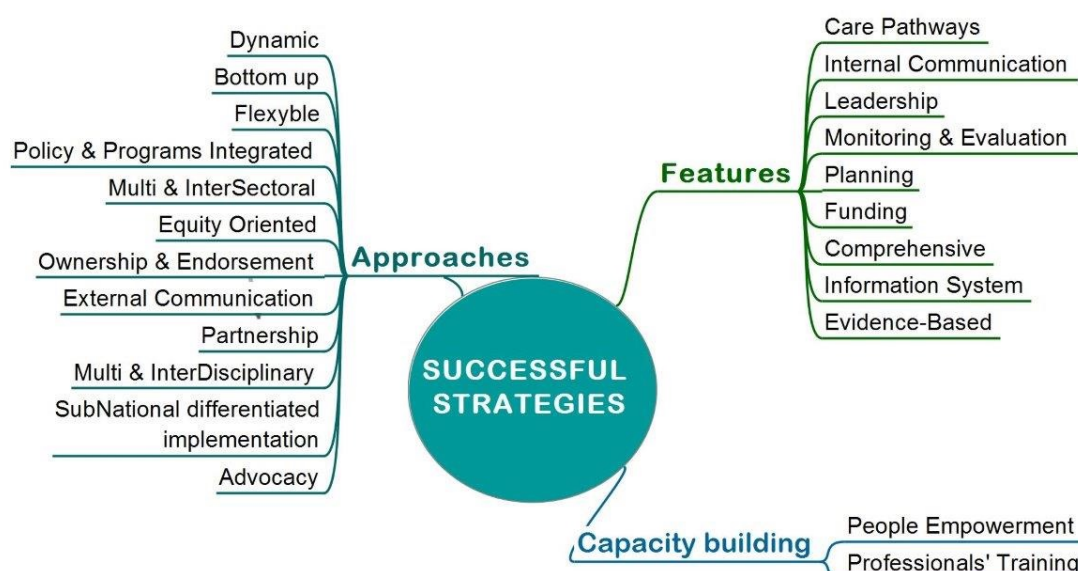 Dynamic
Bottom up
Flexyble
Policy & Programs Integrated
Multi & InterSectoral
Equity Oriented
Ownership & Endorsement
External Communication
Partnership
Multi & InterDisciplinary
SubNational differentiated
implementation
Advocacy
Approaches
SUCCESSFUL
STRATEGIES
Features
Care Pathways
Internal Communication
Leadership
Monitoring & Evaluation
Planning
Funding
Comprehensive
Information System
Evidence-Based
Capacity building
People Empowerment
Professionals' Training